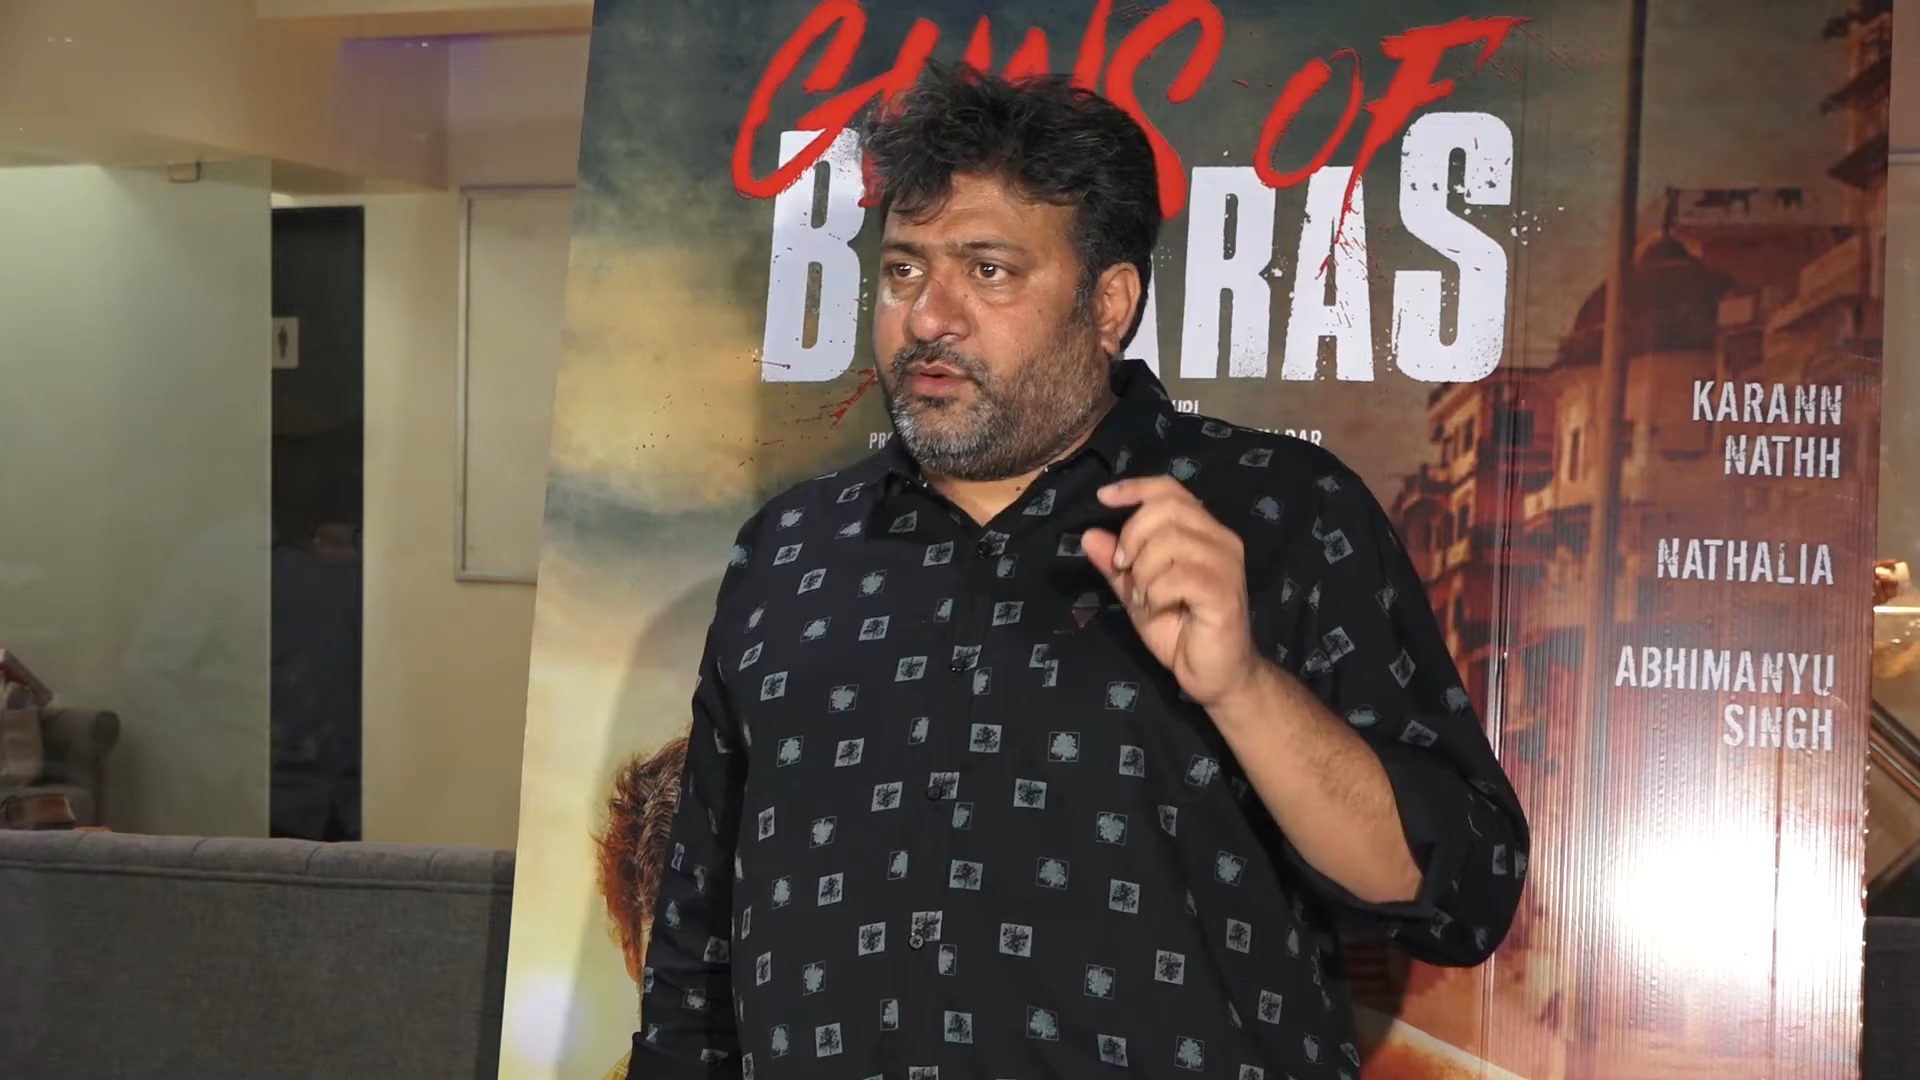 GUNS OF
B ARAS
KARANN
NATHH
NATHALIA
ABHIMANYU
SINGH